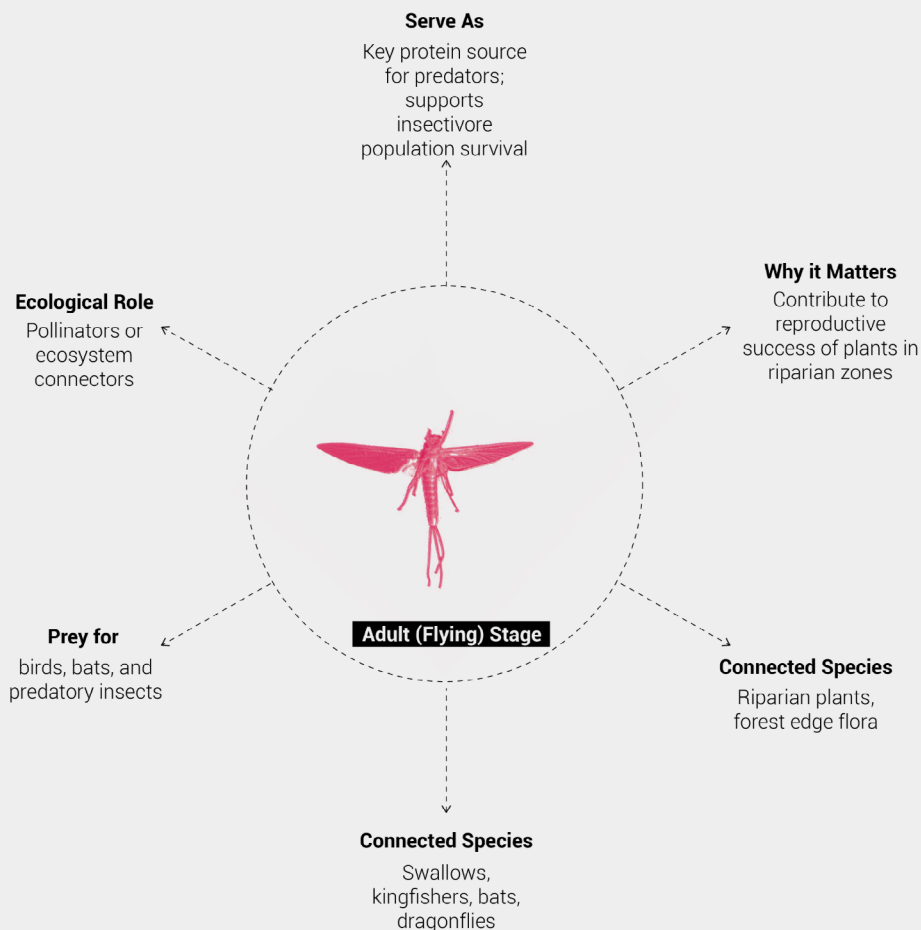 Serve As
Key protein source
for predators;
supports
insectivore
population survival
Why it Matters
Contribute to
reproductive
success of plants in
riparian zones
Ecological Role
Pollinators or
ecosystem
connectors
Adult (Flying) Stage
Prey for
birds, bats, and
predatory insects
Connected Species
Riparian plants,
forest edge flora
Connected Species
Swallows,
kingfishers, bats,
dragonflies